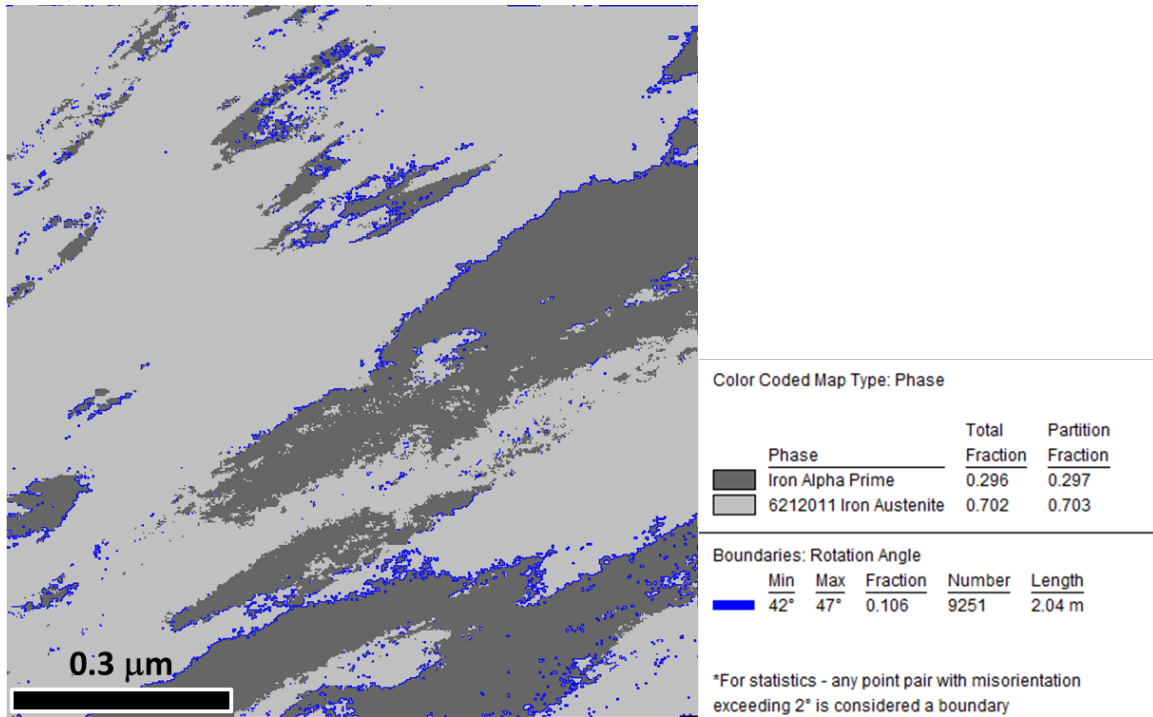 0.3 μm
Color Coded Map Type: Phase
Total Partition
Phase Fraction Fraction
Iron Alpha Prime 0.296 0.297
6212011 Iron Austenite 0.702 0.703
Boundaries: Rotation Angle
Min Max Fraction Number Length
42° 47° 0.106 9251 2.04 m
*For statistics - any point pair with misorientation
exceeding 2° is considered a boundary